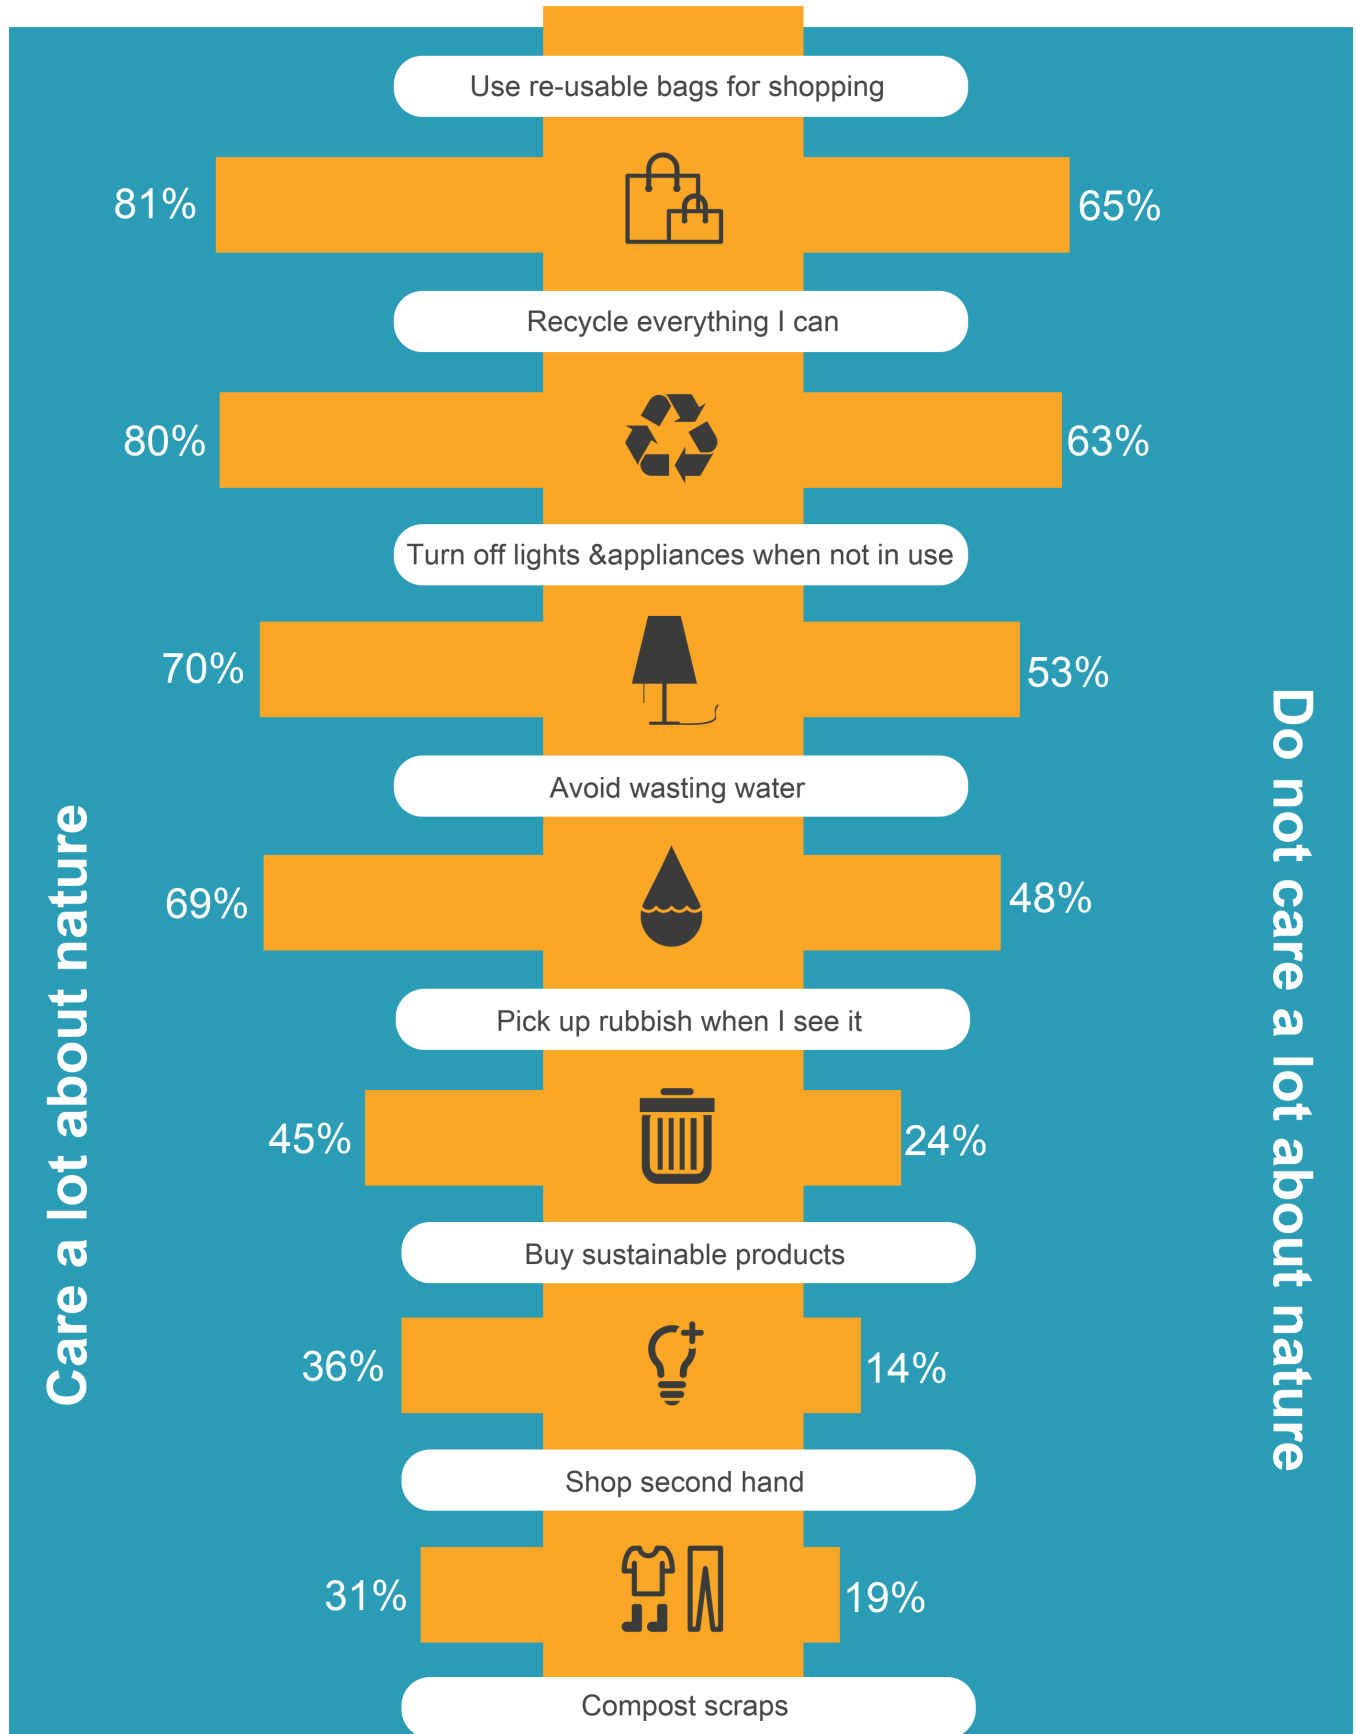 Use re-usable bags for shopping
81%
65%
Recycle everything I can
80%
63%
Turn off lights &appliances when not in use
70%
53%
Avoid wasting water
69%
48%
Pick up rubbish when I see it
45%
24%
Buy sustainable products
36%
14%
Shop second hand
31%
19%
Compost scraps
Care a lot about nature
Do not care a lot about nature